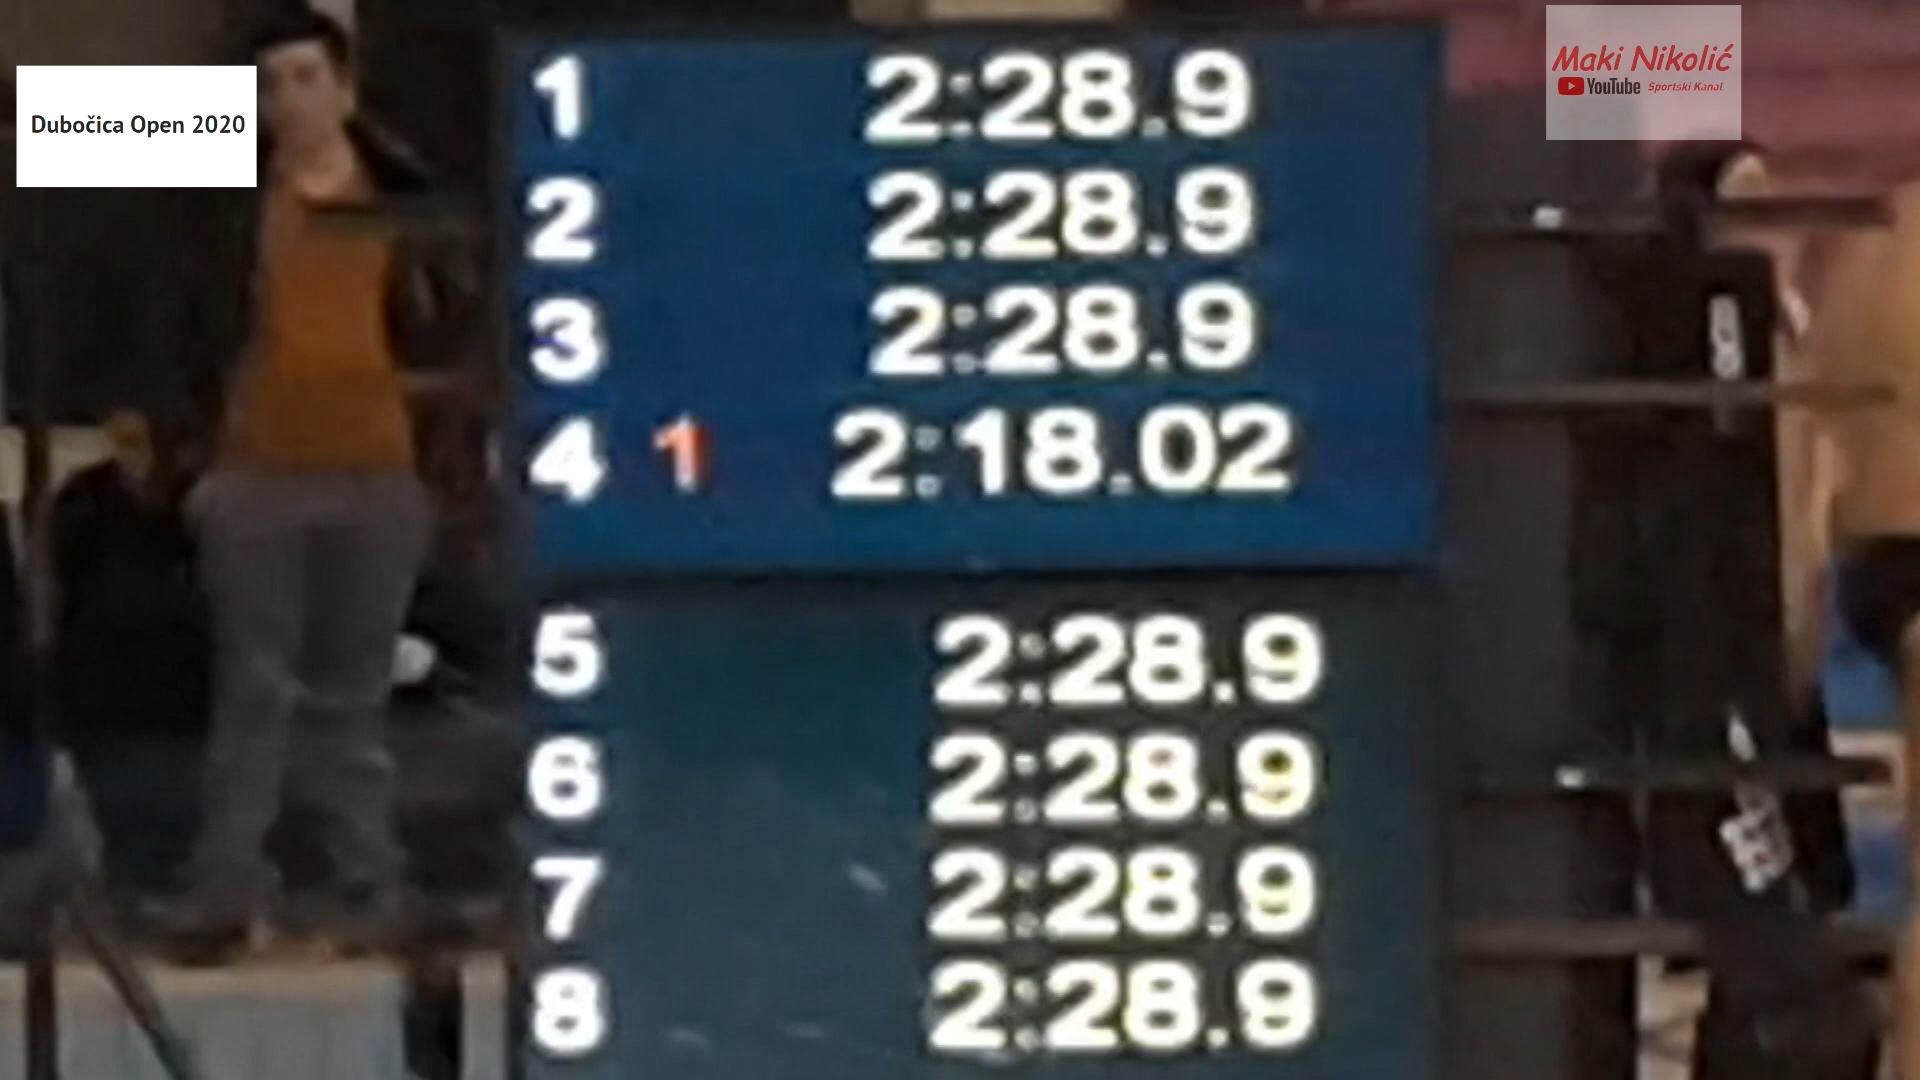 Dubočica Open 2020
Maki Nikolić
YouTube Sportski Kanal
1 2:28.9
2 2:28.9
3 2:28.9
4 1 2:18.02
5 2:28.9
6 2:28.9
7 2:28.9
8 2:28.9